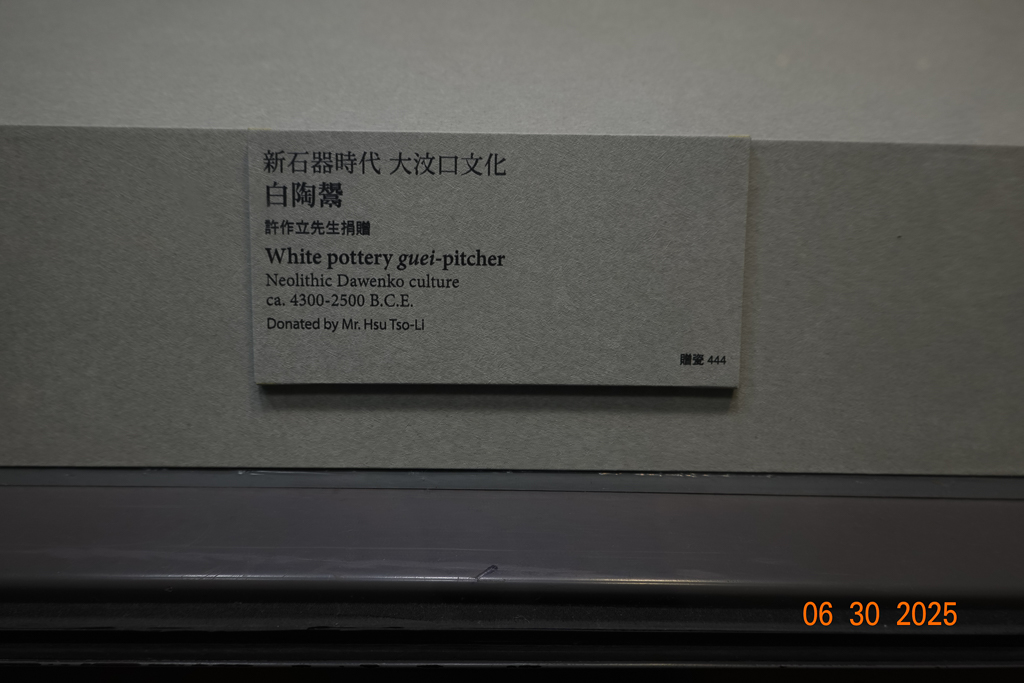 新石器時代 大汶口文化
白陶鬹
許作立先生捐贈
White pottery guei-pitcher
Neolithic Dawenko culture
ca. 4300-2500 B.C.E.
Donated by Mr. Hsu Tso-Li
贈瓷 444
06 30 2025